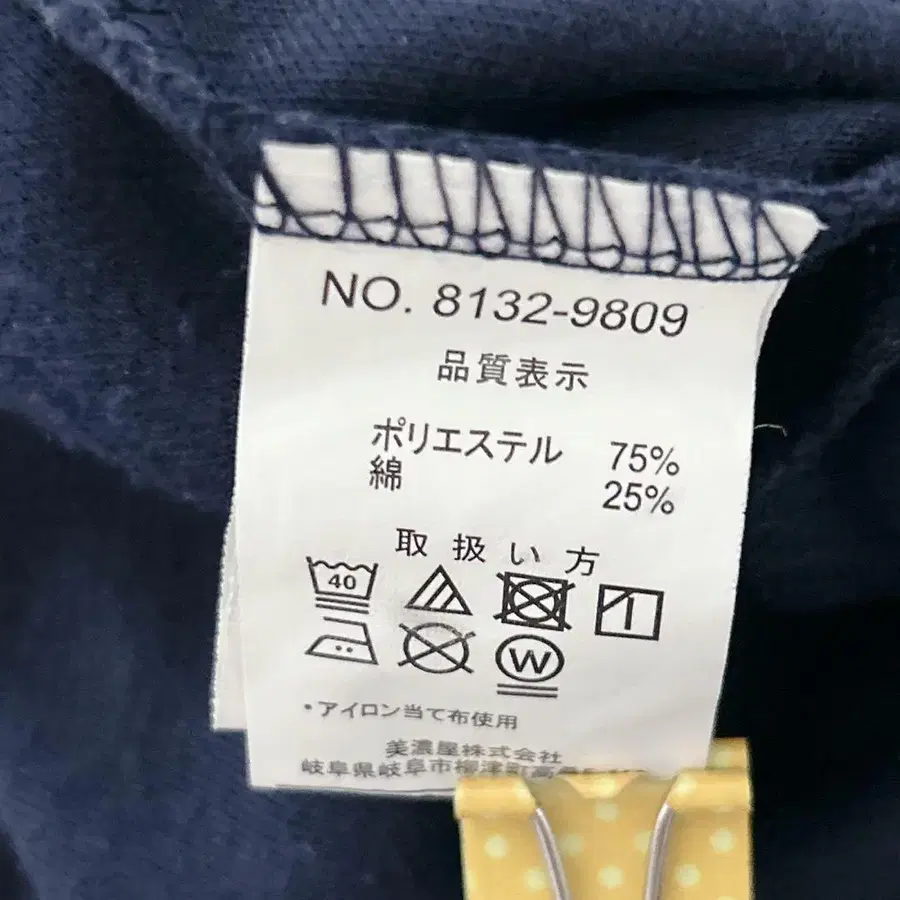 NO. 8132-9809
品質表示
ポリエステル 75%
綿 25%
取扱い方
40
W
・アイロン当て布使用
美濃屋株式会社
岐阜県岐阜市柳津町高桑